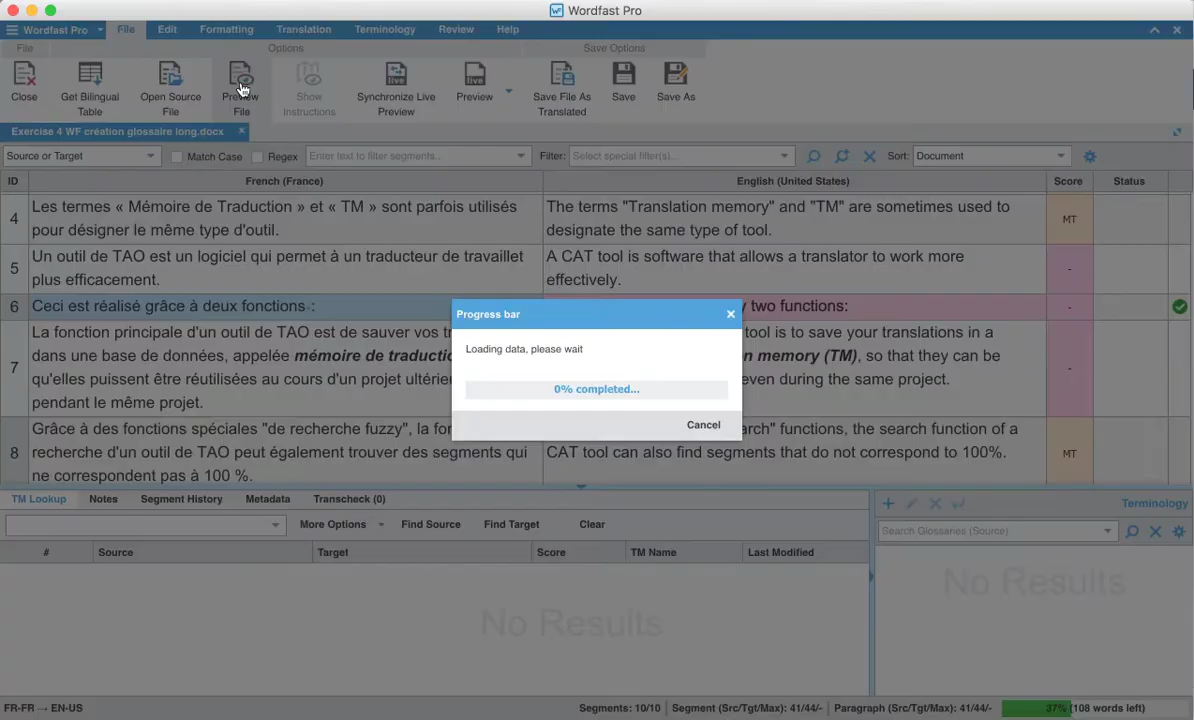 Wordfast Pro
Wordfast Pro File Edit Formatting Translation Terminology Review Help
File Options Save Options
Close Get Bilingual Table Open Source File Preview File Show Instructions Synchronize Live Preview Preview Save File As Translated Save Save As
Exercise 4 WF création glossaire long.docx
Source or Target Match Case Regex Enter text to filter segments... Filter: Select special filter(s)... Sort: Document
ID French (France) English (United States) Score Status
4 Les termes « Mémoire de Traduction » et « TM » sont parfois utilisés The terms "Translation memory" and "TM" are sometimes used to MT
pour désigner le même type d'outil. designate the same type of tool.
5 Un outil de TAO est un logiciel qui permet à un traducteur de travaillet A CAT tool is software that allows a translator to work more -
plus efficacement. effectively.
6 Ceci est réalisé grâce à deux fonctions : two functions: -
7 La fonction principale d'un outil de TAO est de sauver vos tool is to save your translations in a -
dans une base de données, appelée mémoire de memory (TM), so that they can be
qu'elles puissent être réutilisées au cours d'un projet even during the same project.
pendant le même projet.
8 Grâce à des fonctions spéciales "de recherche fuzzy", la functions, the search function of a MT
recherche d'un outil de TAO peut également trouver des segments qui CAT tool can also find segments that do not correspond to 100%.
ne correspondent pas à 100 %.
Progress bar
Loading data, please wait
0% completed...
Cancel
TM Lookup Notes Segment History Metadata Transcheck (0) Terminology
More Options Find Source Find Target Clear Search Glossaries (Source)
# Source Target Score TM Name Last Modified
No Results
No Results
FR-FR → EN-US Segments: 10/10 Segment (Src/Tgt/Max): 41/44/- Paragraph (Src/Tgt/Max): 41/44/- 37% (108 words left)